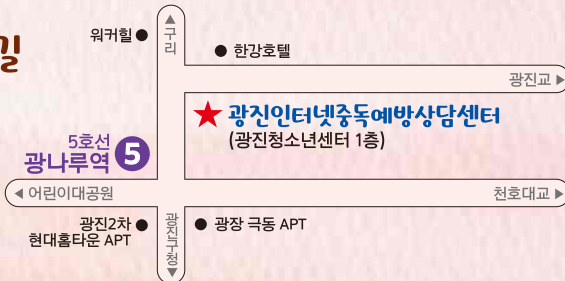 길
워커힐
▲구리
한강호텔
광진교 ▶
★ 광진인터넷중독예방상담센터
(광진청소년센터 1층)
5호선
광나루역 5
◀ 어린이대공원
천호대교 ▶
광진2차
현대홈타운 APT
광진구청▼
광장 극동 APT